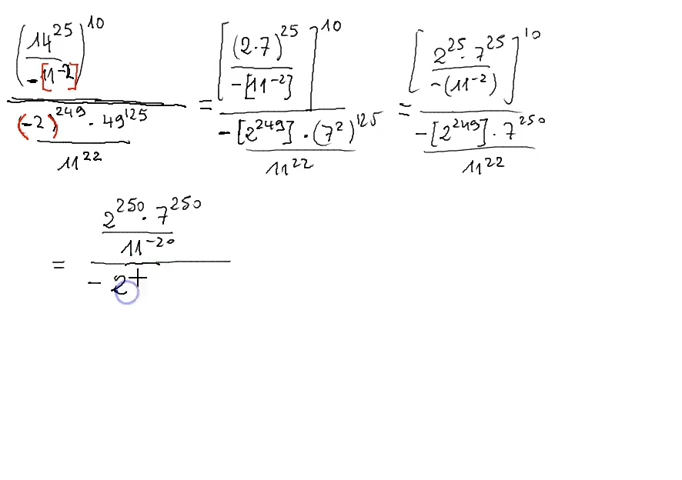 (14^25 / -[11^-2])^10 / ((-2)^249 · 49^125 / 11^22) = [(2·7)^25 / -[11^-2]]^10 / (-[2^249] · (7^2)^125 / 11^22) = [2^25 · 7^25 / -(11^-2)]^10 / (-[2^249] · 7^250 / 11^22)
= (2^250 · 7^250 / 11^-20) / - 2